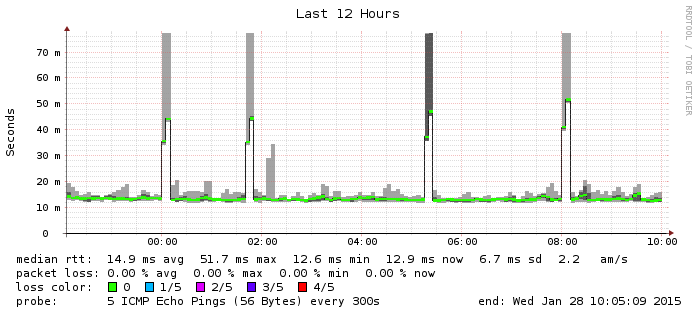 Last 12 Hours
RRDTOOL / TOBI OETIKER
Seconds
70 m
60 m
50 m
40 m
30 m
20 m
10 m
0
00:00 02:00 04:00 06:00 08:00 10:00
median rtt: 14.9 ms avg 51.7 ms max 12.6 ms min 12.9 ms now 6.7 ms sd 2.2 am/s
packet loss: 0.00 % avg 0.00 % max 0.00 % min 0.00 % now
loss color: 0 1/5 2/5 3/5 4/5
probe: 5 ICMP Echo Pings (56 Bytes) every 300s end: Wed Jan 28 10:05:09 2015